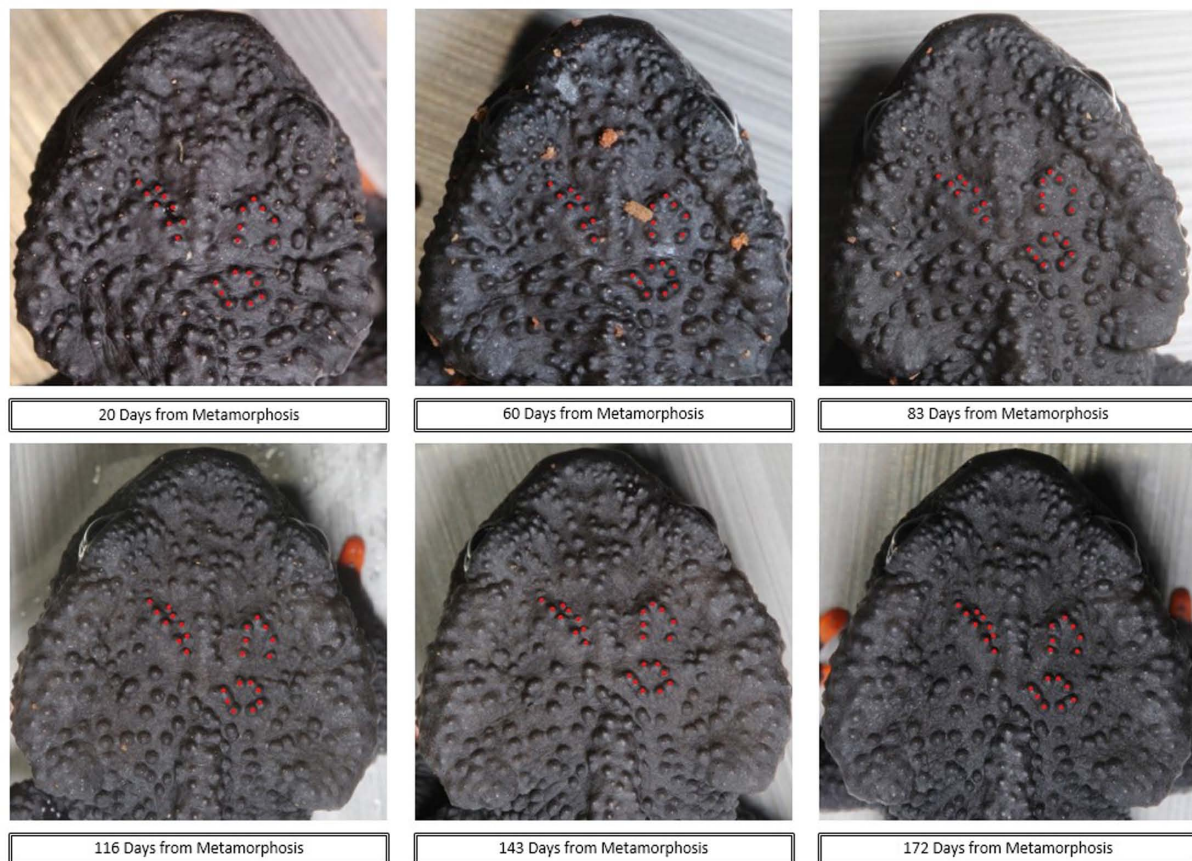 20 Days from Metamorphosis
60 Days from Metamorphosis
83 Days from Metamorphosis
116 Days from Metamorphosis
143 Days from Metamorphosis
172 Days from Metamorphosis